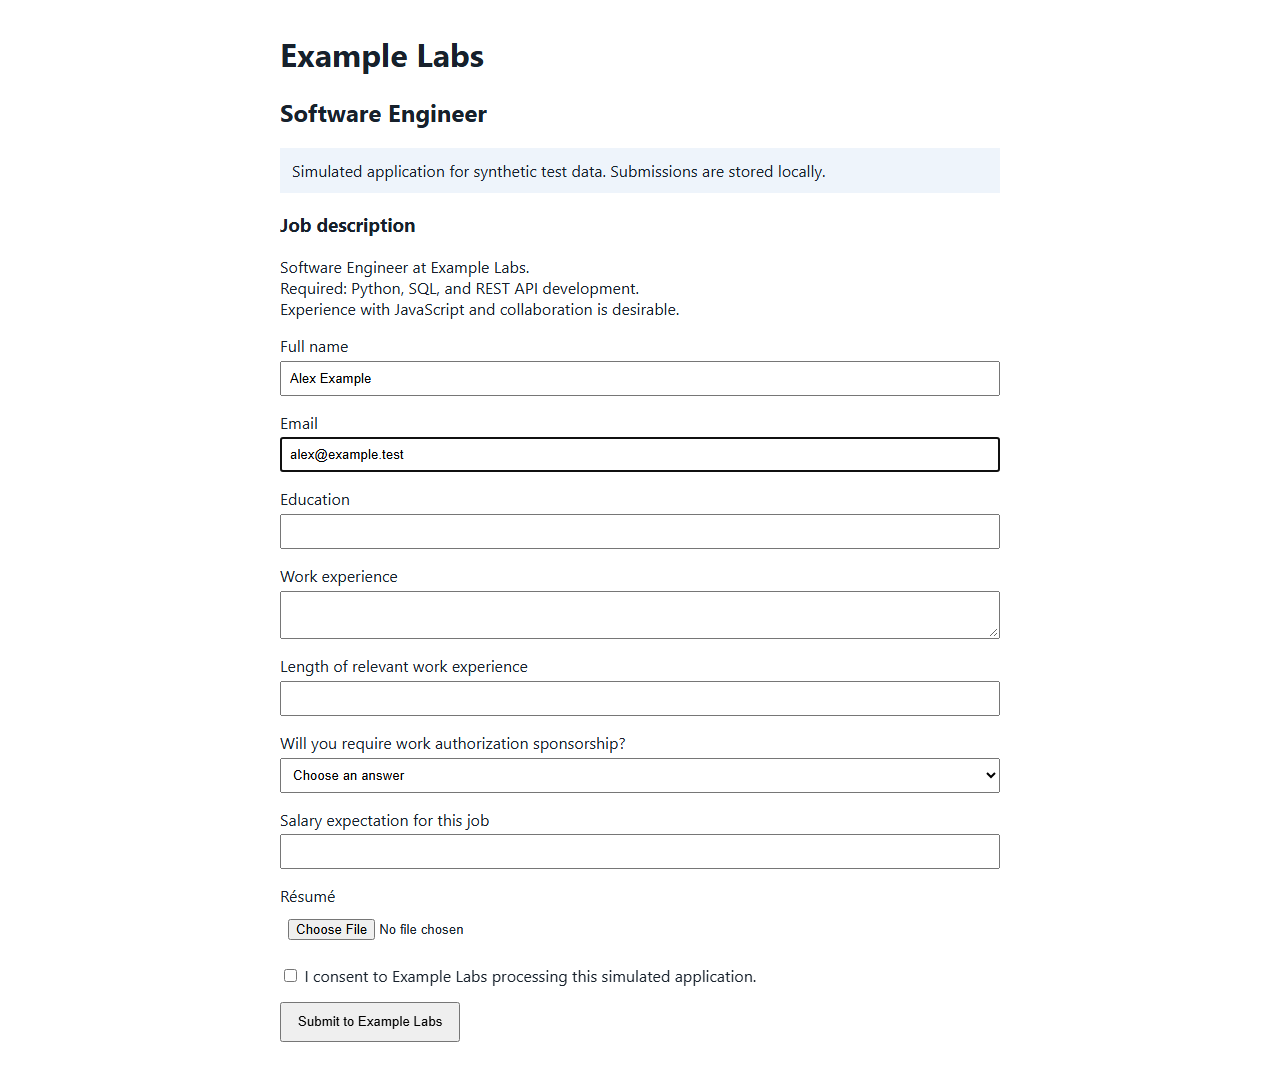 Example Labs
Software Engineer
Simulated application for synthetic test data. Submissions are stored locally.
Job description
Software Engineer at Example Labs.
Required: Python, SQL, and REST API development.
Experience with JavaScript and collaboration is desirable.
Full name
Alex Example
Email
alex@example.test
Education
Work experience
Length of relevant work experience
Will you require work authorization sponsorship?
Choose an answer
Salary expectation for this job
Résumé
Choose File No file chosen
I consent to Example Labs processing this simulated application.
Submit to Example Labs